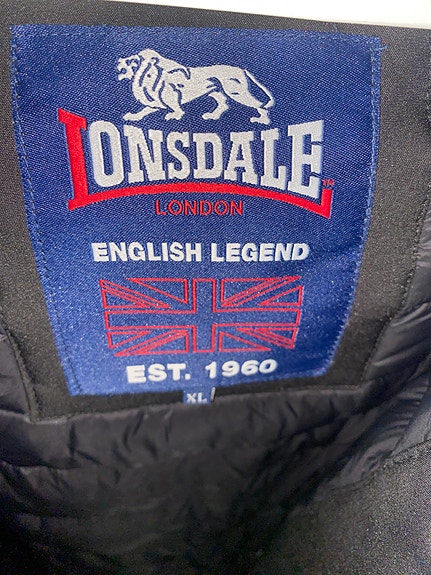 LONSDALE
LONDON
ENGLISH LEGEND
EST. 1960
XL